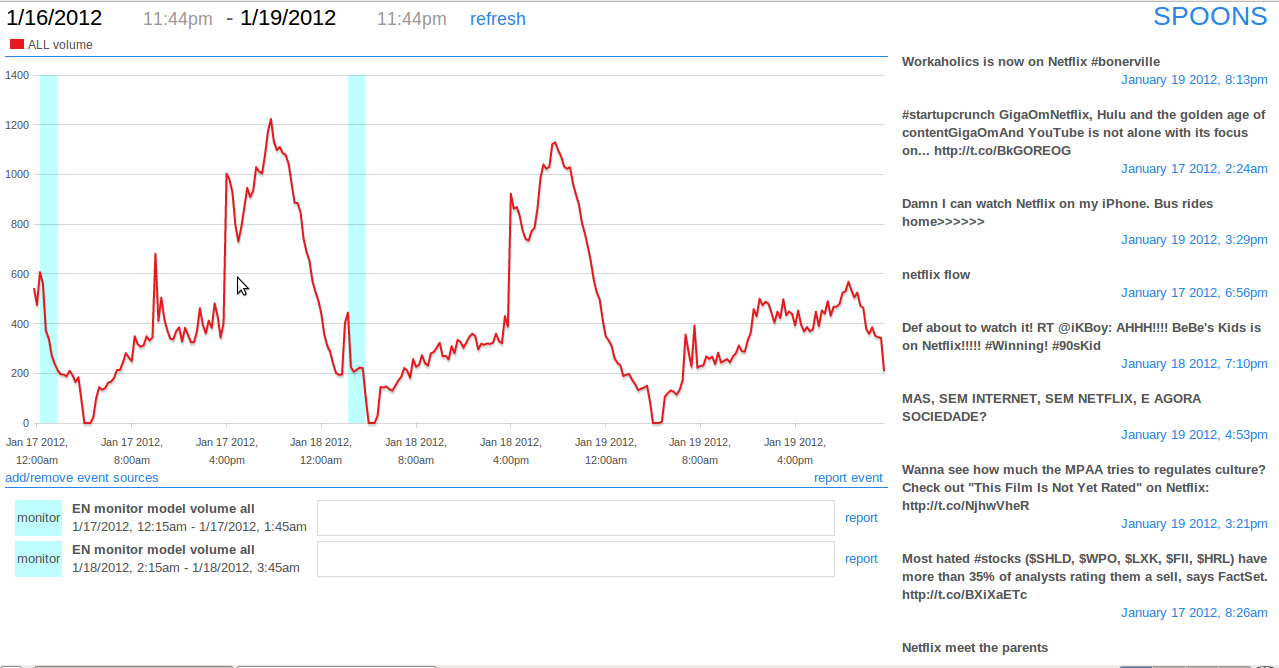 1/16/2012 11:44pm - 1/19/2012 11:44pm refresh
SPOONS
ALL volume
1400
1200
1000
800
600
400
200
0
Jan 17 2012, Jan 17 2012, Jan 17 2012, Jan 18 2012, Jan 18 2012, Jan 18 2012, Jan 19 2012, Jan 19 2012, Jan 19 2012,
12:00am 8:00am 4:00pm 12:00am 8:00am 4:00pm 12:00am 8:00am 4:00pm
add/remove event sources report event
monitor
EN monitor model volume all
1/17/2012, 12:15am - 1/17/2012, 1:45am
report
monitor
EN monitor model volume all
1/18/2012, 2:15am - 1/18/2012, 3:45am
report
Workaholics is now on Netflix #bonerville
January 19 2012, 8:13pm
#startupcrunch GigaOmNetflix, Hulu and the golden age of
contentGigaOmAnd YouTube is not alone with its focus
on... http://t.co/BkGOREOG
January 17 2012, 2:24am
Damn I can watch Netflix on my iPhone. Bus rides
home>>>>>>
January 19 2012, 3:29pm
netflix flow
January 17 2012, 6:56pm
Def about to watch it! RT @iKBoy: AHHH!!!! BeBe's Kids is
on Netflix!!!!! #Winning! #90sKid
January 18 2012, 7:10pm
MAS, SEM INTERNET, SEM NETFLIX, E AGORA
SOCIEDADE?
January 19 2012, 4:53pm
Wanna see how much the MPAA tries to regulates culture?
Check out "This Film Is Not Yet Rated" on Netflix:
http://t.co/NjhwVheR
January 19 2012, 3:21pm
Most hated #stocks ($SHLD, $WPO, $LXK, $FII, $HRL) have
more than 35% of analysts rating them a sell, says FactSet.
http://t.co/BXiXaETc
January 17 2012, 8:26am
Netflix meet the parents